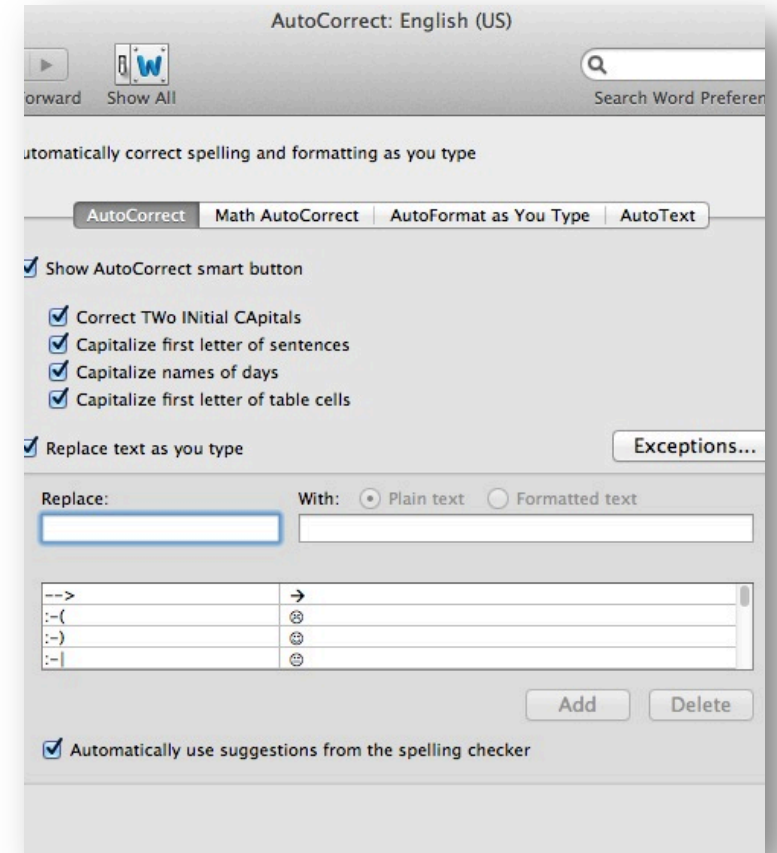 AutoCorrect: English (US)
orward Show All Search Word Preferen
utomatically correct spelling and formatting as you type
AutoCorrect Math AutoCorrect AutoFormat as You Type AutoText
Show AutoCorrect smart button
Correct TWo INitial CApitals
Capitalize first letter of sentences
Capitalize names of days
Capitalize first letter of table cells
Replace text as you type Exceptions...
Replace: With: Plain text Formatted text
--> →
:-( ☹
:-) ☺
:-| 😐
Add Delete
Automatically use suggestions from the spelling checker